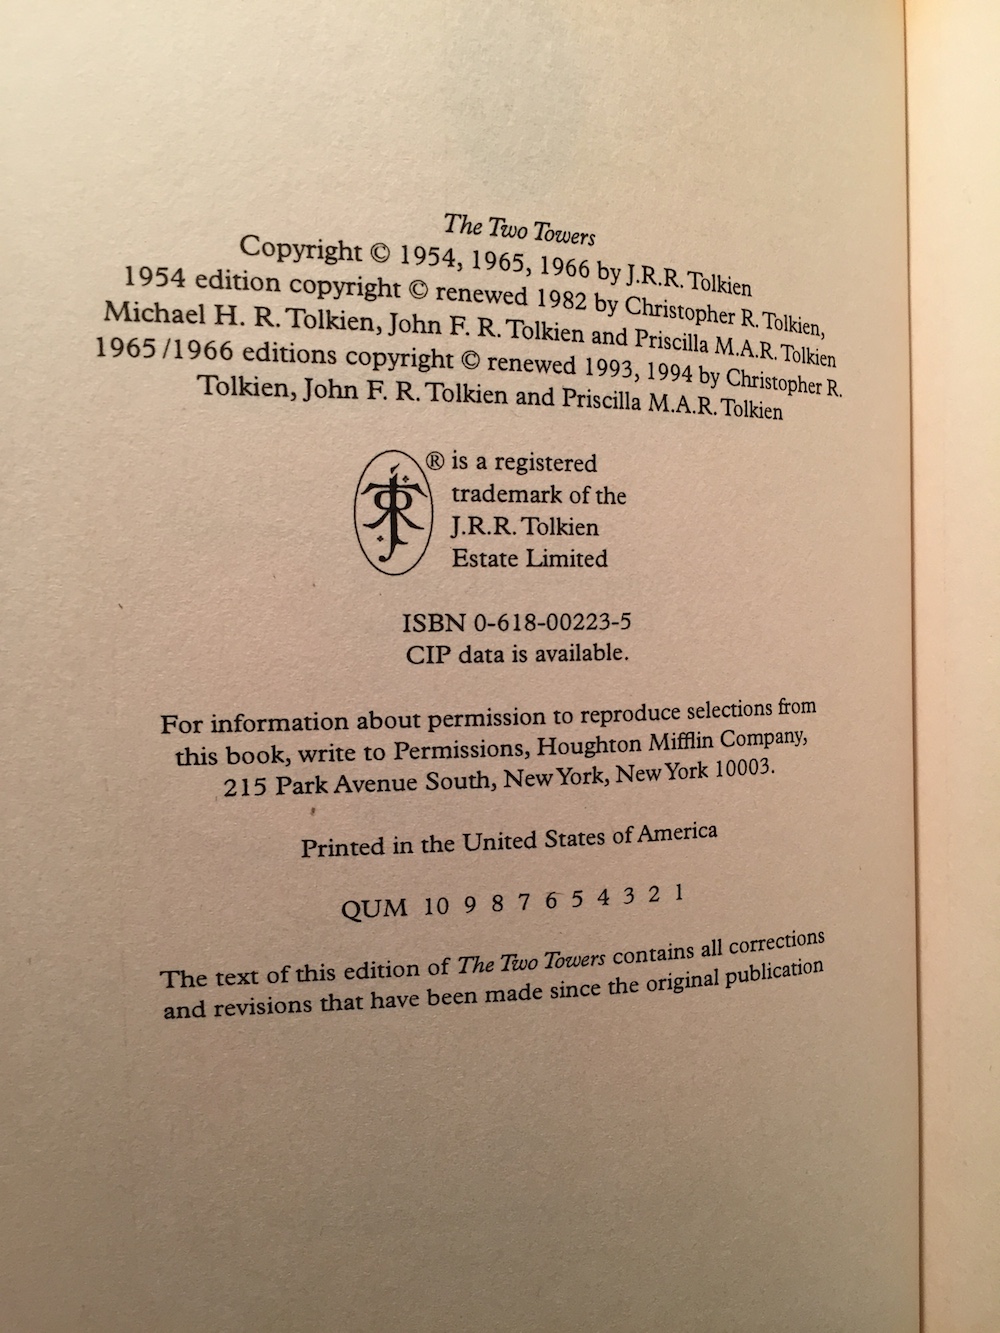 The Two Towers
Copyright © 1954, 1965, 1966 by J.R.R. Tolkien
1954 edition copyright © renewed 1982 by Christopher R. Tolkien,
Michael H. R. Tolkien, John F. R. Tolkien and Priscilla M.A.R. Tolkien
1965/1966 editions copyright © renewed 1993, 1994 by Christopher R.
Tolkien, John F. R. Tolkien and Priscilla M.A.R. Tolkien
® is a registered
trademark of the
J.R.R. Tolkien
Estate Limited
ISBN 0-618-00223-5
CIP data is available.
For information about permission to reproduce selections from
this book, write to Permissions, Houghton Mifflin Company,
215 Park Avenue South, New York, New York 10003.
Printed in the United States of America
QUM 10 9 8 7 6 5 4 3 2 1
The text of this edition of The Two Towers contains all corrections
and revisions that have been made since the original publication